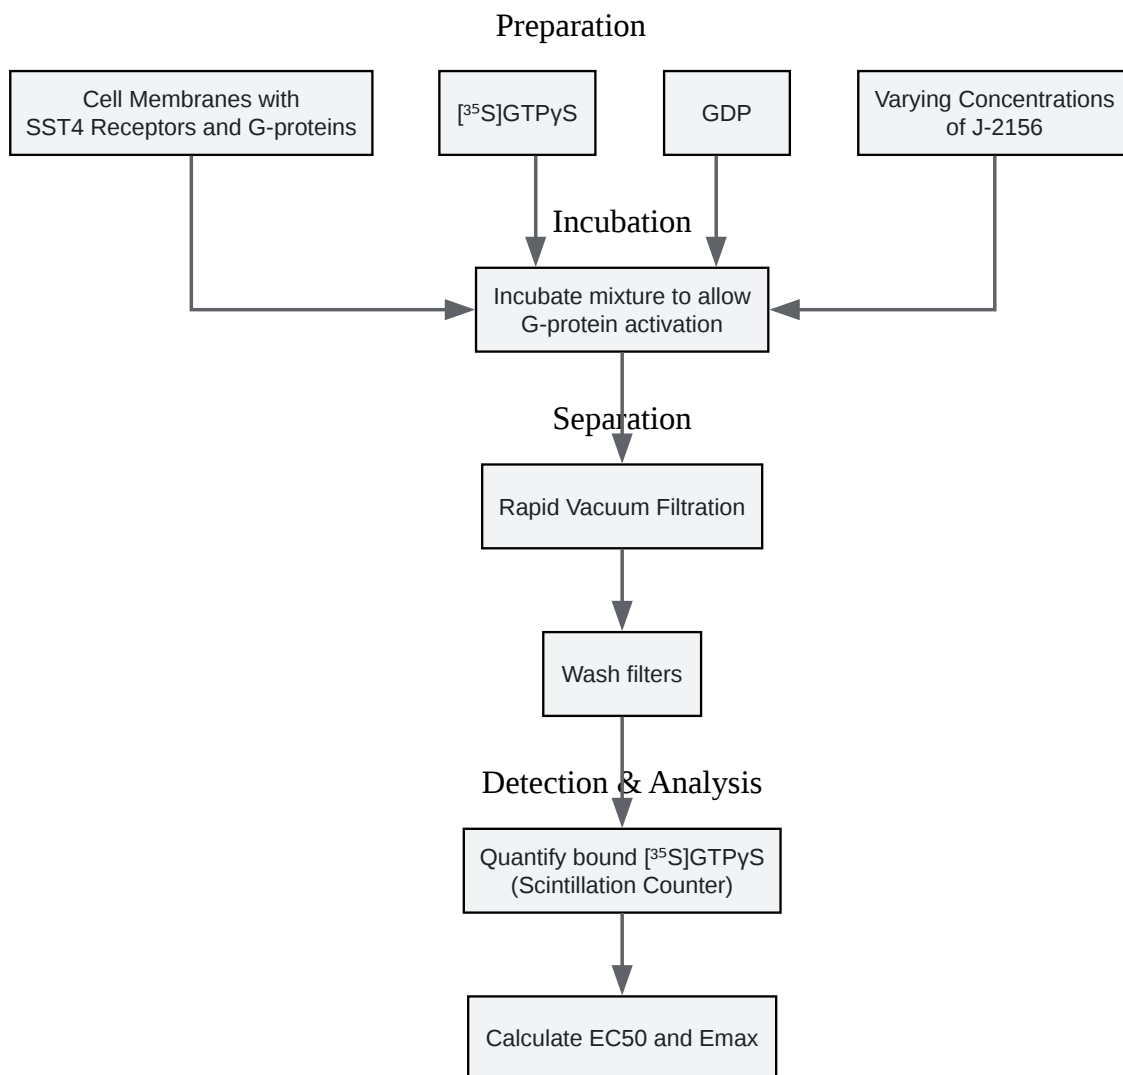 Preparation
Cell Membranes with
SST4 Receptors and G-proteins
[³⁵S]GTPγS
GDP
Varying Concentrations
of J-2156
Incubation
Incubate mixture to allow
G-protein activation
Separation
Rapid Vacuum Filtration
Wash filters
Detection & Analysis
Quantify bound [³⁵S]GTPγS
(Scintillation Counter)
Calculate EC50 and Emax